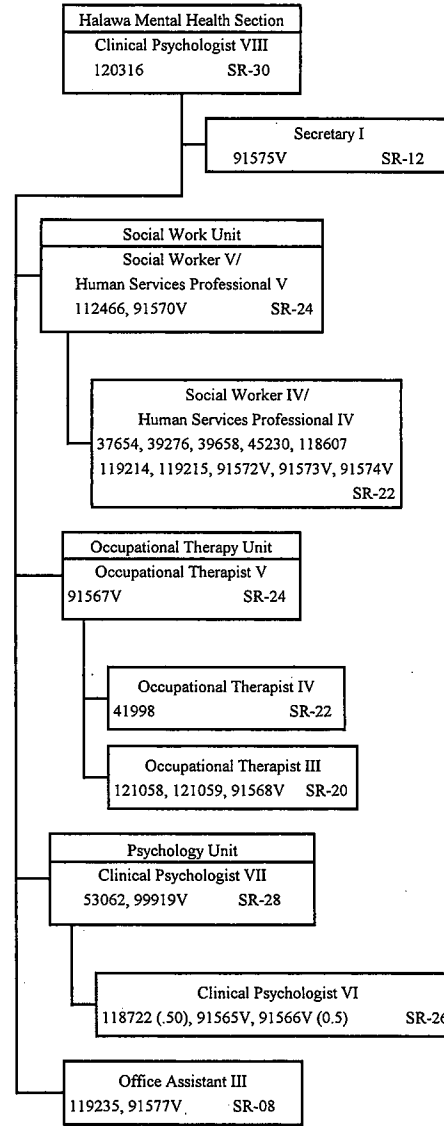 Halawa Mental Health Section
Clinical Psychologist VIII
120316 SR-30
Secretary I
91575V SR-12
Social Work Unit
Social Worker V/
Human Services Professional V
112466, 91570V SR-24
Social Worker IV/
Human Services Professional IV
37654, 39276, 39658, 45230, 118607
119214, 119215, 91572V, 91573V, 91574V
SR-22
Occupational Therapy Unit
Occupational Therapist V
91567V SR-24
Occupational Therapist IV
41998 SR-22
Occupational Therapist III
121058, 121059, 91568V SR-20
Psychology Unit
Clinical Psychologist VII
53062, 99919V SR-28
Clinical Psychologist VI
118722 (.50), 91565V, 91566V (0.5) SR-26
Office Assistant III
119235, 91577V SR-08